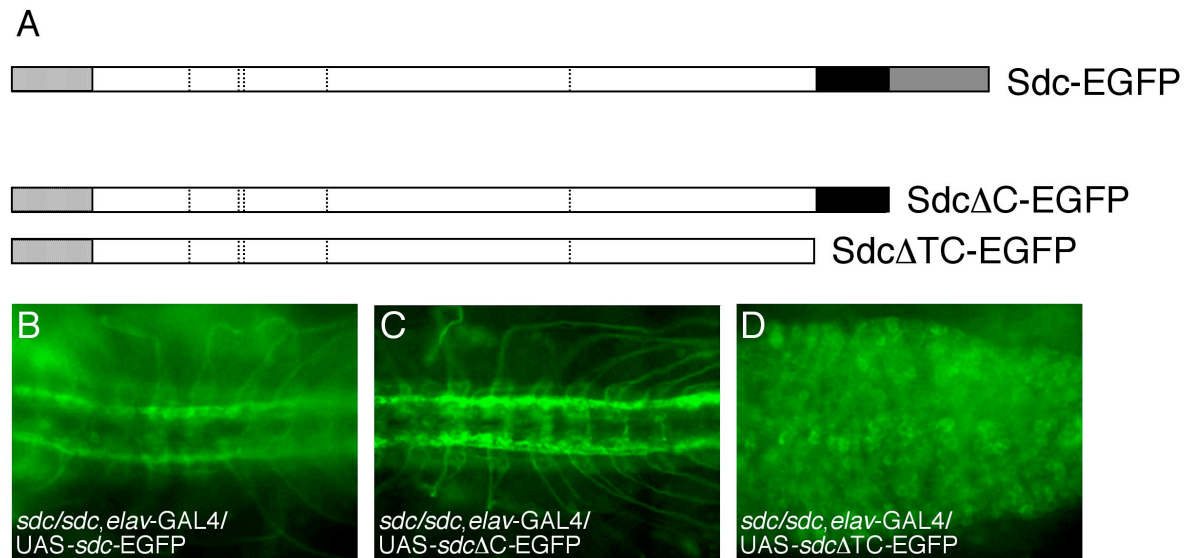 A
Sdc-EGFP
SdcΔC-EGFP
SdcΔTC-EGFP
B
sdc/sdc,elav-GAL4/
UAS-sdc-EGFP
C
sdc/sdc,elav-GAL4/
UAS-sdcΔC-EGFP
D
sdc/sdc,elav-GAL4/
UAS-sdcΔTC-EGFP